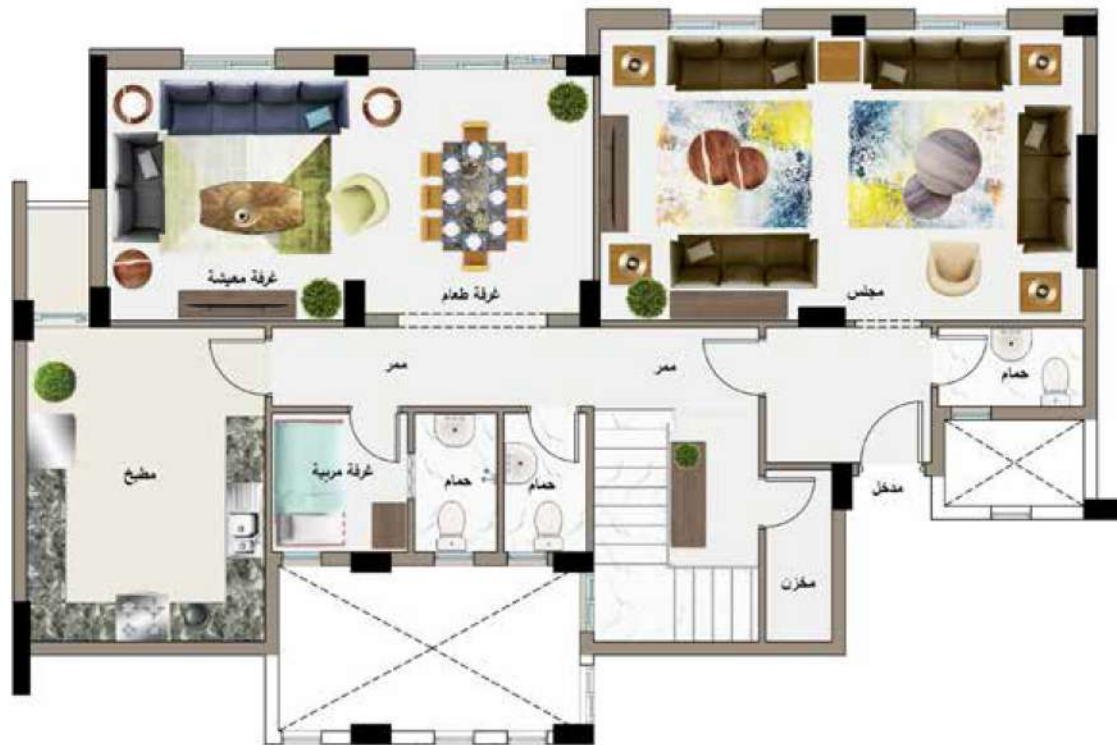 مجلس
غرفة طعام
غرفة معيشة
حمام
ممر
ممر
مطبخ
غرفة مربية
حمام
حمام
مدخل
مخزن